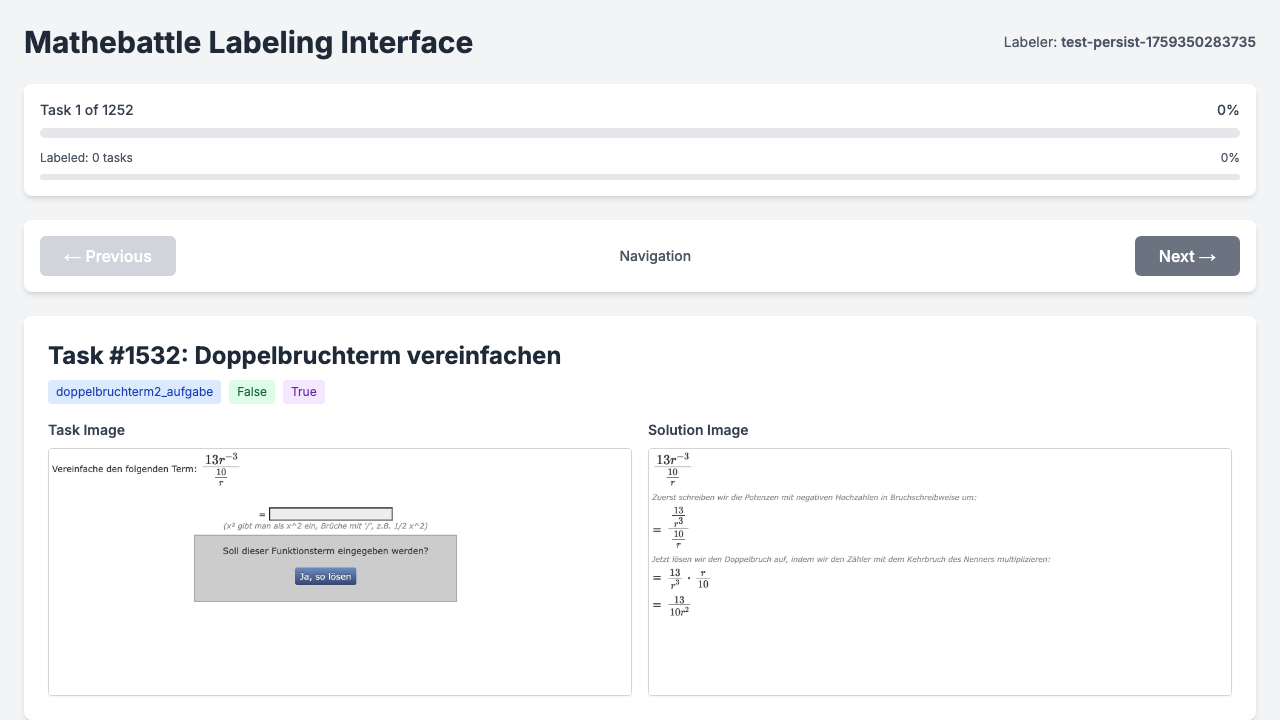 Mathebattle Labeling Interface
Labeler: test-persist-1759350283735
Task 1 of 1252
0%
Labeled: 0 tasks
0%
← Previous
Navigation
Next →
Task #1532: Doppelbruchterm vereinfachen
doppelbruchterm2_aufgabe False True
Task Image
Vereinfache den folgenden Term: \frac{13r^{-3}}{\frac{10}{r}}
=
(x² gibt man als x^2 ein, Brüche mit '/', z.B. 1/2 x^2)
Soll dieser Funktionsterm eingegeben werden?
Ja, so lösen
Solution Image
\frac{13r^{-3}}{\frac{10}{r}}
Zuerst schreiben wir die Potenzen mit negativen Hochzahlen in Bruchschreibweise um:
= \frac{\frac{13}{r^3}}{\frac{10}{r}}
Jetzt lösen wir den Doppelbruch auf, indem wir den Zähler mit dem Kehrbruch des Nenners multiplizieren:
= \frac{13}{r^3} · \frac{r}{10}
= \frac{13}{10r^2}